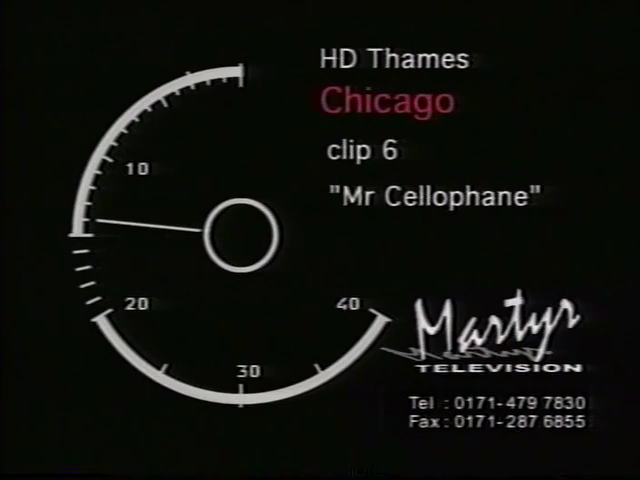 HD Thames
Chicago
clip 6
"Mr Cellophane"
10
20
30
40
Martyr
TELEVISION
Tel : 0171-479 7830
Fax : 0171-287 6855